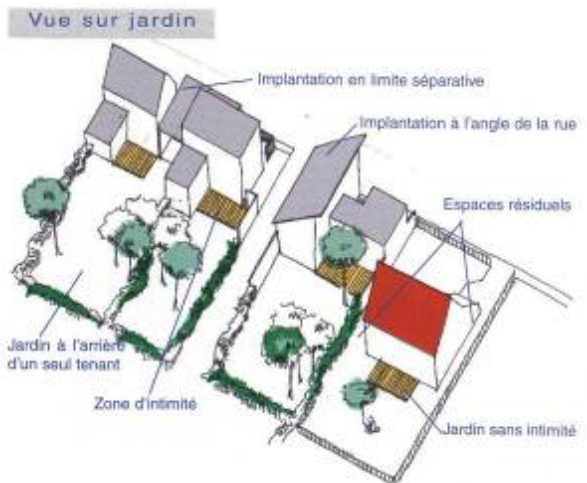 Vue sur jardin
Implantation en limite séparative
Implantation à l'angle de la rue
Espaces résiduels
Jardin à l'arrière
d'un seul tenant
Zone d'intimité
Jardin sans intimité